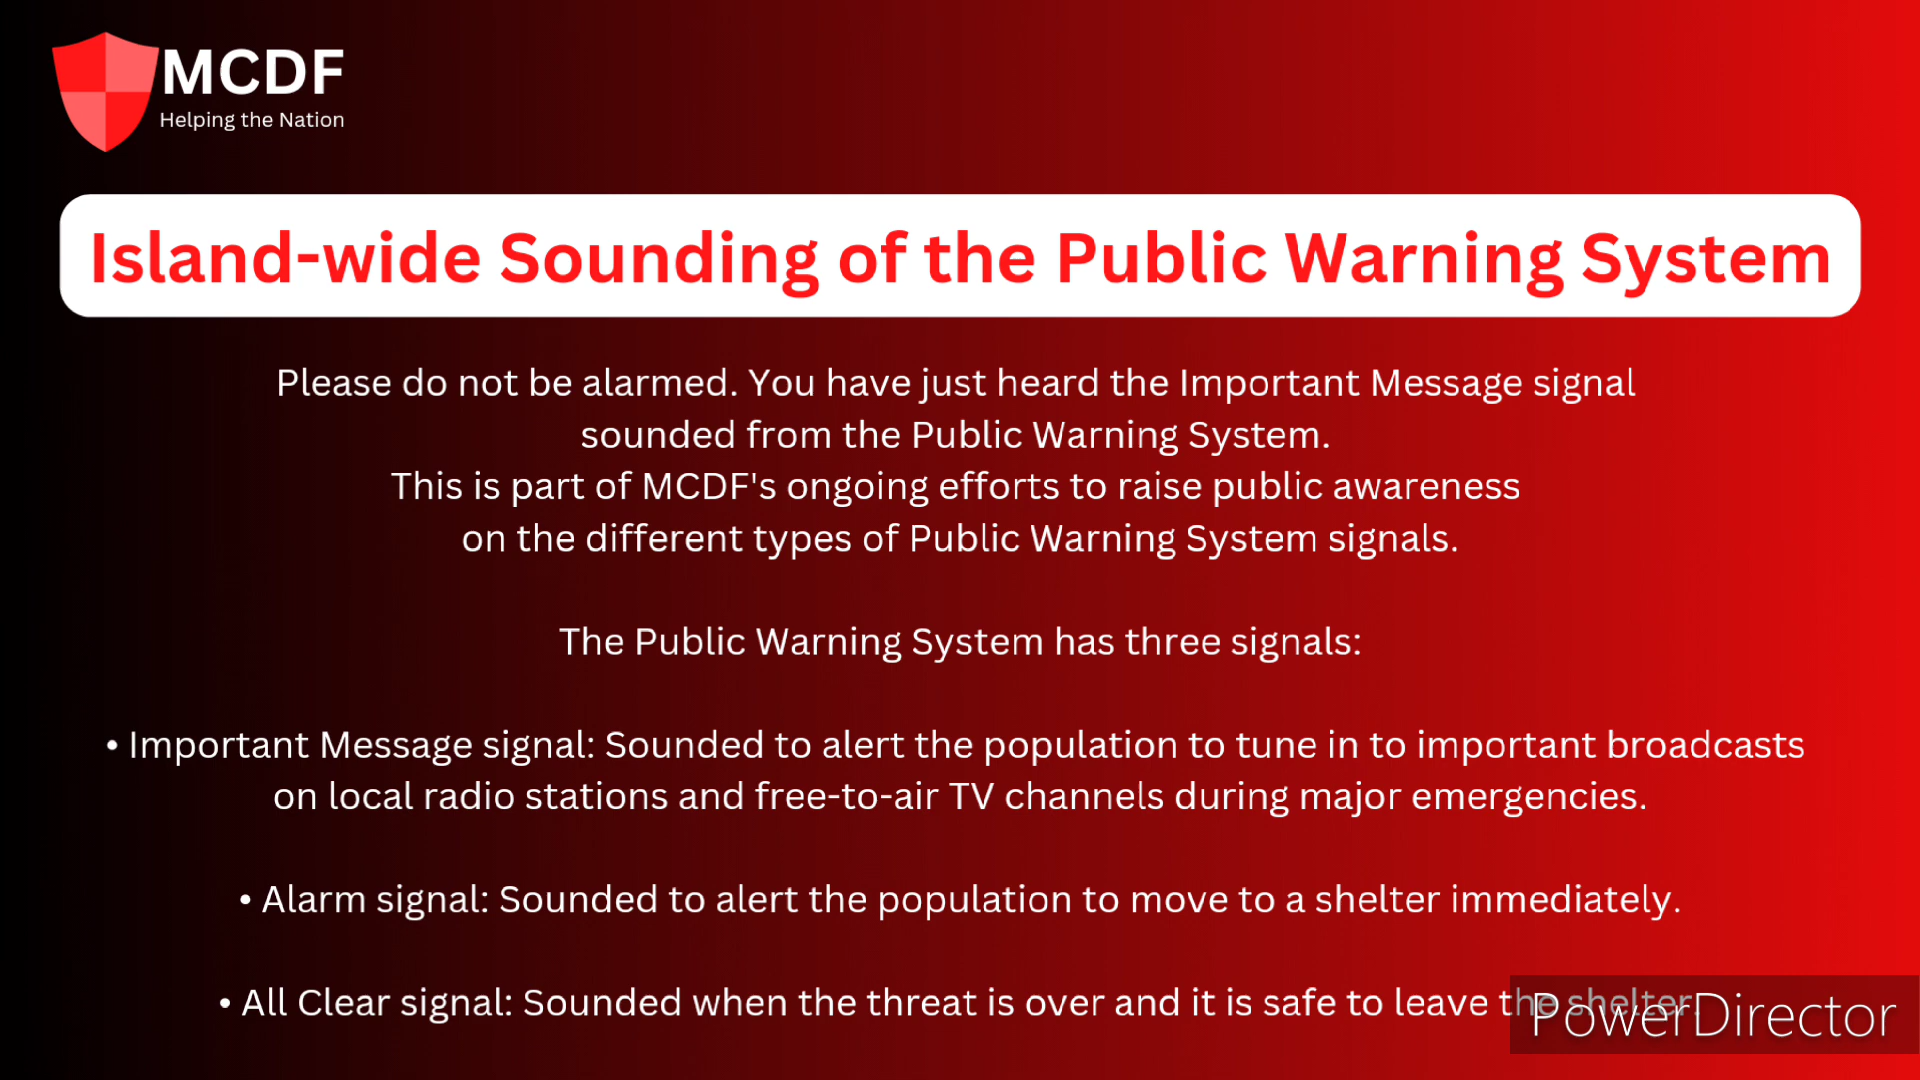 MCDF
Helping the Nation
Island-wide Sounding of the Public Warning System
Please do not be alarmed. You have just heard the Important Message signal
sounded from the Public Warning System.
This is part of MCDF's ongoing efforts to raise public awareness
on the different types of Public Warning System signals.
The Public Warning System has three signals:
• Important Message signal: Sounded to alert the population to tune in to important broadcasts
on local radio stations and free-to-air TV channels during major emergencies.
• Alarm signal: Sounded to alert the population to move to a shelter immediately.
• All Clear signal: Sounded when the threat is over and it is safe to leave the shelter.
PowerDirector